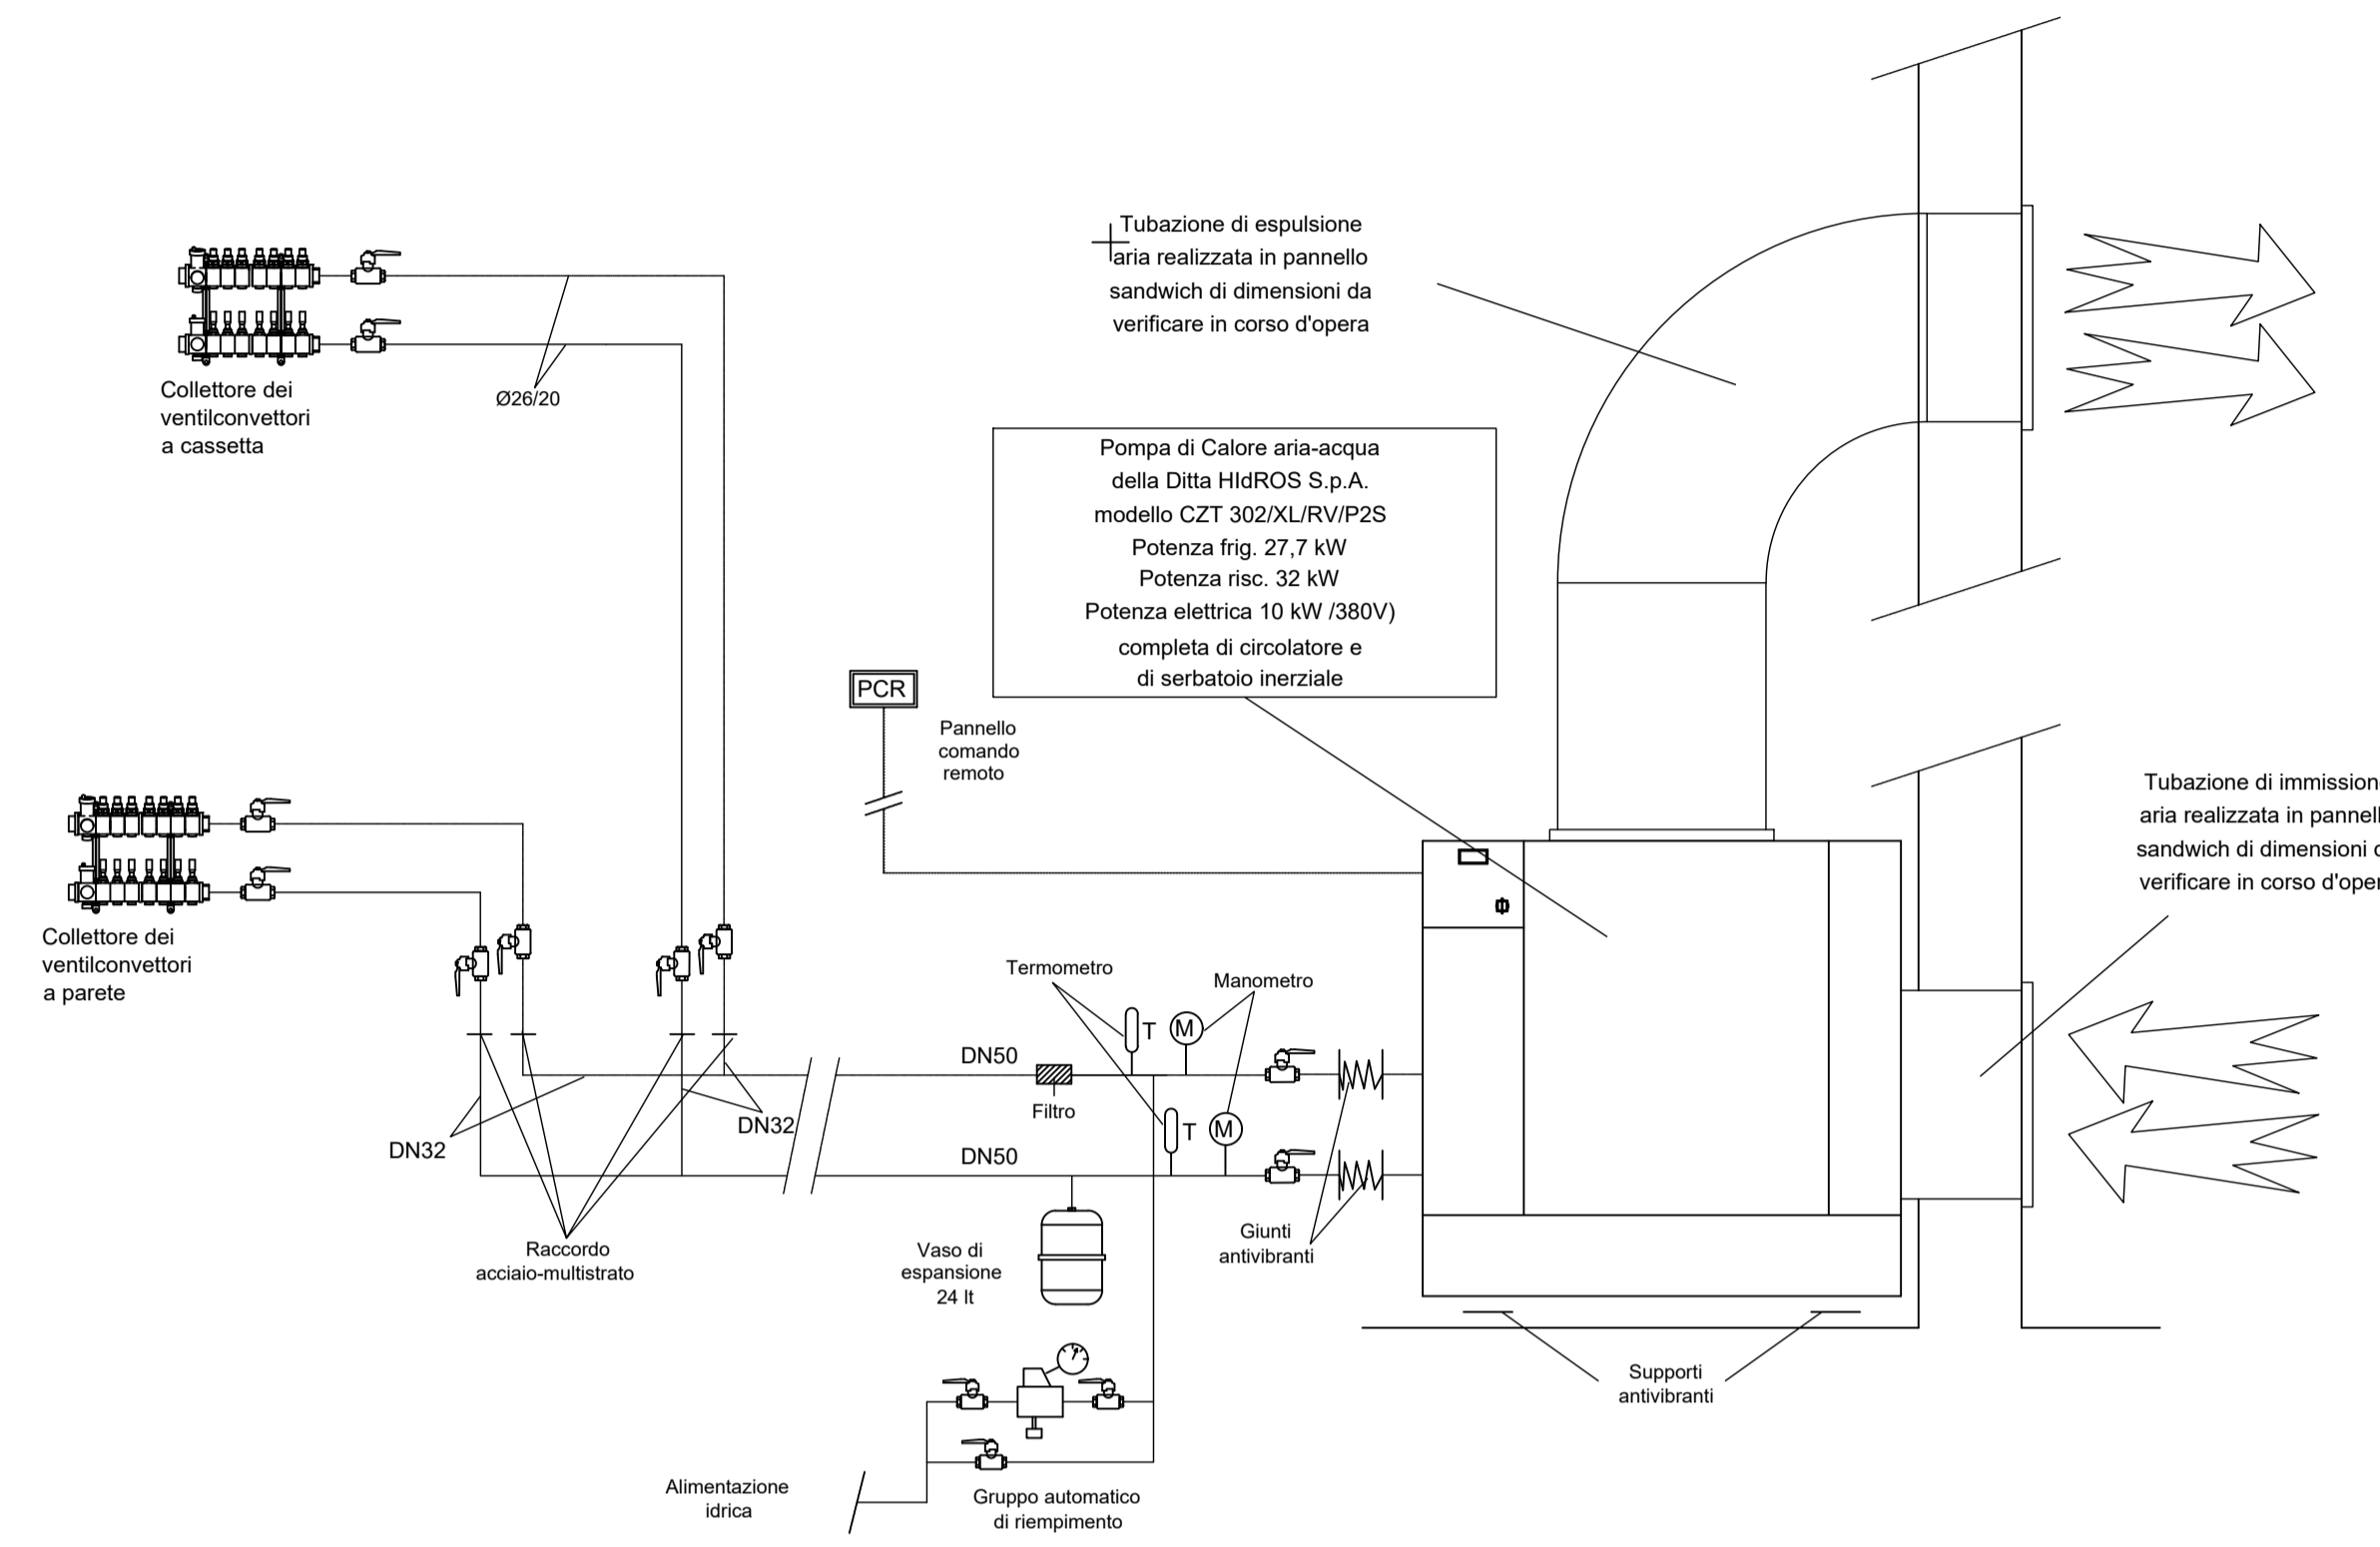 Tubazione di espulsione
aria realizzata in pannello
sandwich di dimensioni da
verificare in corso d'opera
Collettore dei
ventilconvettori
a cassetta
Ø26/20
Pompa di Calore aria-acqua
della Ditta HIdROS S.p.A.
modello CZT 302/XL/RV/P2S
Potenza frig. 27,7 kW
Potenza risc. 32 kW
Potenza elettrica 10 kW /380V)
completa di circolatore e
di serbatoio inerziale
PCR
Pannello
comando
remoto
Tubazione di immission
aria realizzata in pannell
sandwich di dimensioni
verificare in corso d'oper
Collettore dei
ventilconvettori
a parete
Termometro
Manometro
T
M
DN50
Filtro
DN32
DN32
T
M
DN50
Raccordo
acciaio-multistrato
Vaso di
espansione
24 lt
Giunti
antivibranti
Supporti
antivibranti
Alimentazione
idrica
Gruppo automatico
di riempimento